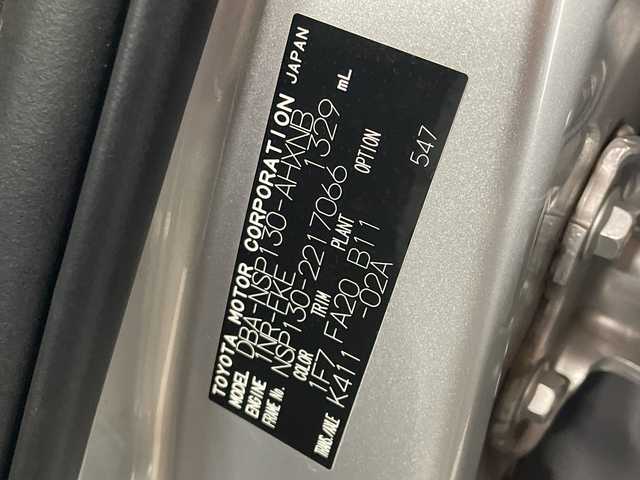 TOYOTA MOTOR CORPORATION JAPAN
MODEL DBA-NSP130-AHXNB
ENGINE 1NR-FKE 1329 mL
FRAME No. NSP130-2217066
COLOR TRIM PLANT OPTION
1F7 FA20 B11
TRANS./AXLE K411 -02A
547